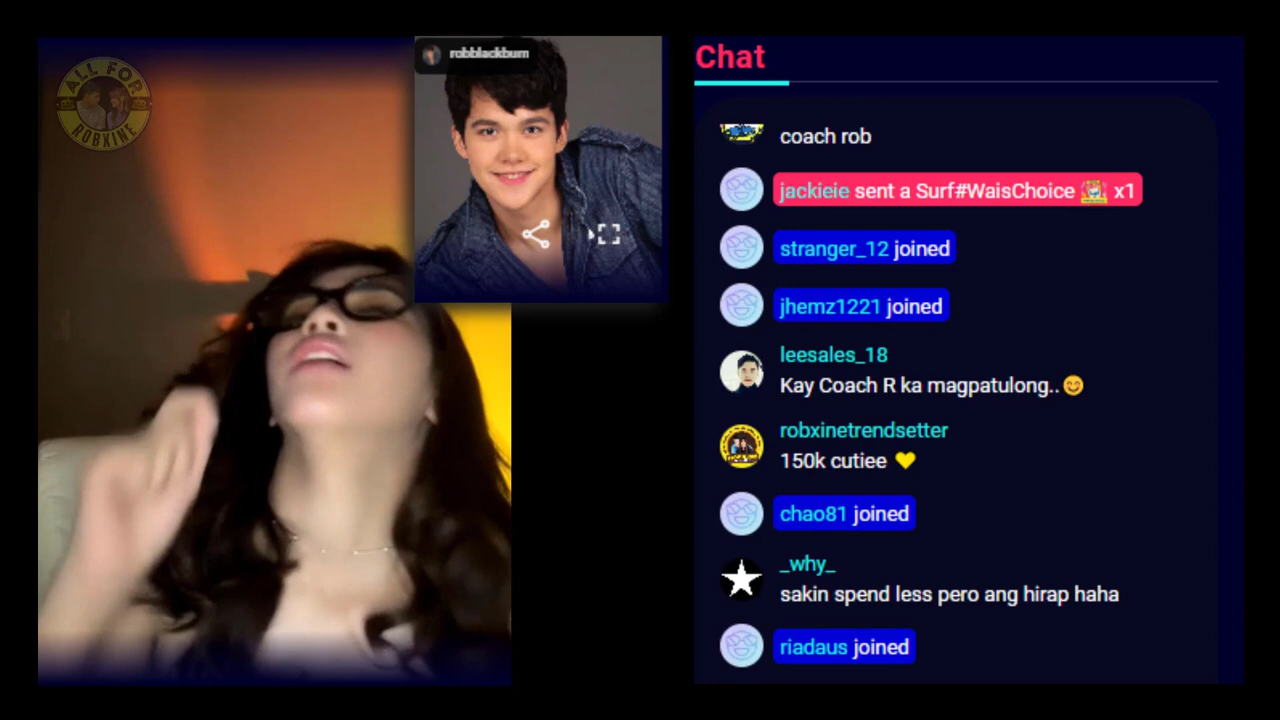 ALL FOR
ROBXINE
robblackburn
Chat
coach rob
jackieie sent a Surf#WaisChoice x1
stranger_12 joined
jhemz1221 joined
leesales_18
Kay Coach R ka magpatulong..😊
robxinetrendsetter
150k cutiee 💛
chao81 joined
_why_
sakin spend less pero ang hirap haha
riadaus joined